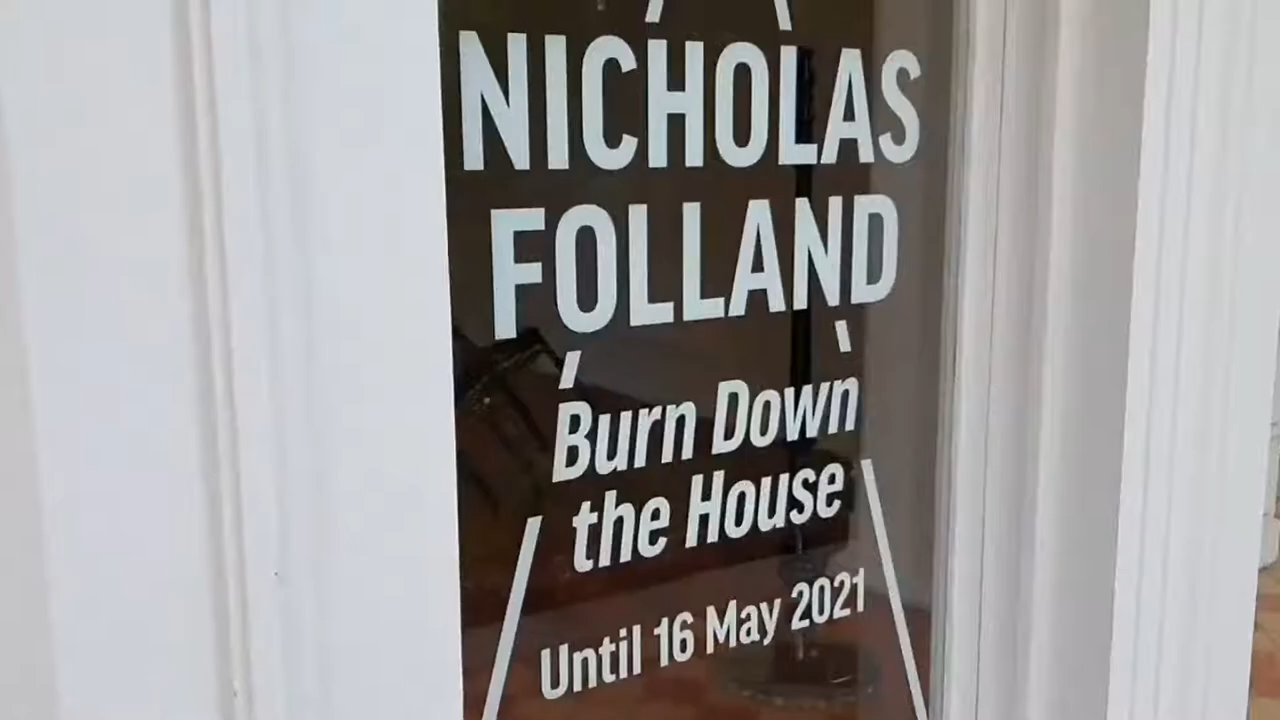 NICHOLAS
FOLLAND
Burn Down
the House
Until 16 May 2021